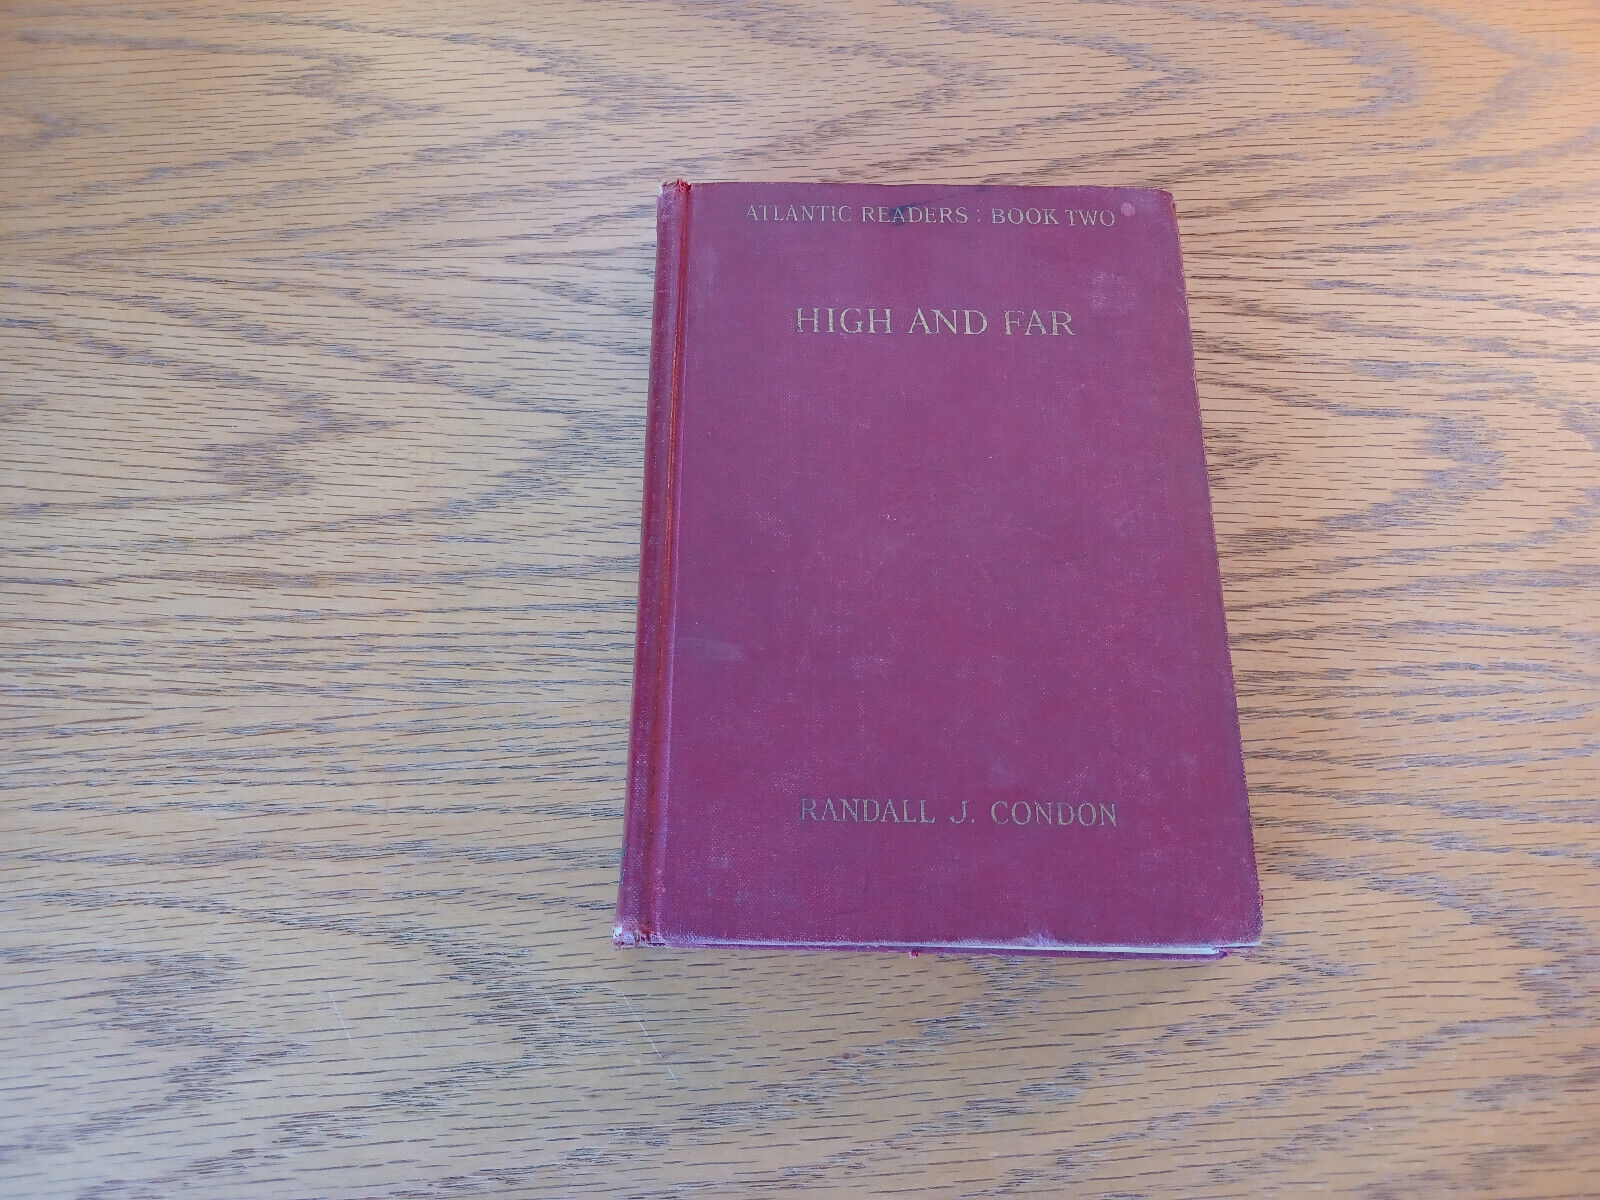 ATLANTIC READERS : BOOK TWO
HIGH AND FAR
RANDALL J. CONDON